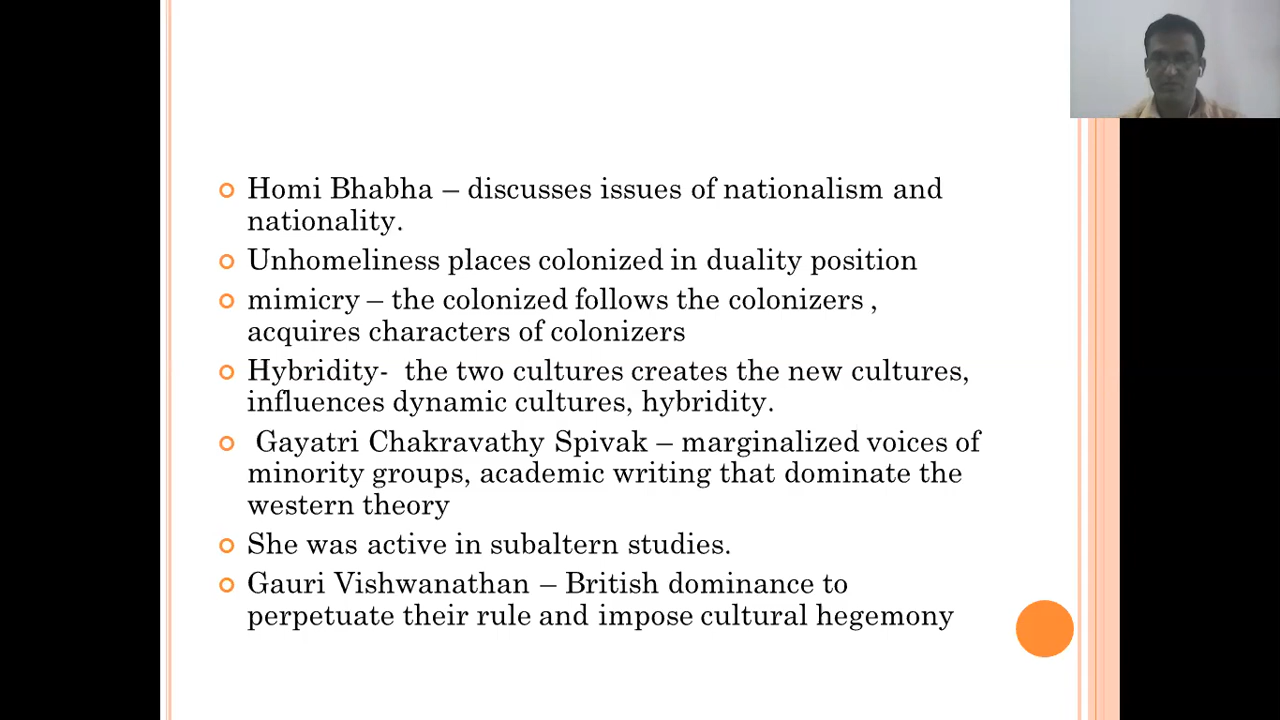 Homi Bhabha – discusses issues of nationalism and
nationality.
Unhomeliness places colonized in duality position
mimicry – the colonized follows the colonizers ,
acquires characters of colonizers
Hybridity-  the two cultures creates the new cultures,
influences dynamic cultures, hybridity.
Gayatri Chakravathy Spivak – marginalized voices of
minority groups, academic writing that dominate the
western theory
She was active in subaltern studies.
Gauri Vishwanathan – British dominance to
perpetuate their rule and impose cultural hegemony